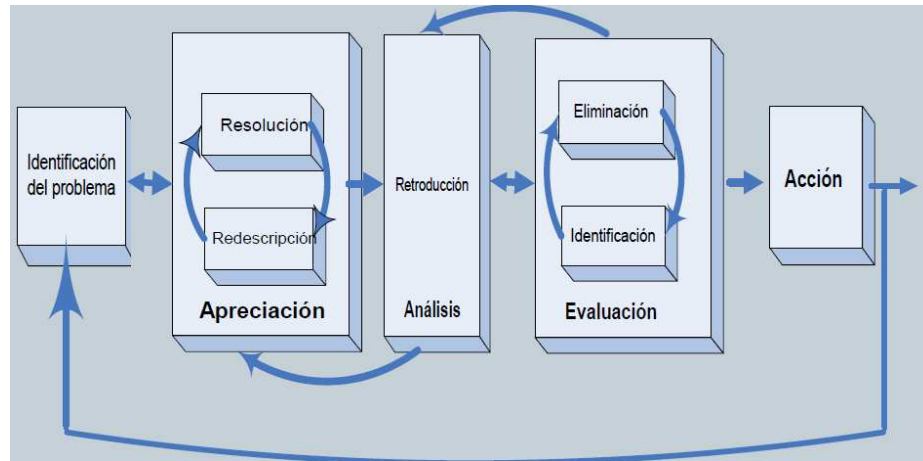 Identificación
del problema
Resolución
Redescripción
Apreciación
Retroducción
Análisis
Eliminación
Identificación
Evaluación
Acción